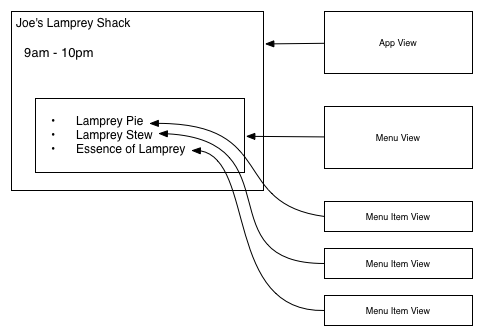 Joe's Lamprey Shack
9am - 10pm
• Lamprey Pie
• Lamprey Stew
• Essence of Lamprey
App View
Menu View
Menu Item View
Menu Item View
Menu Item View